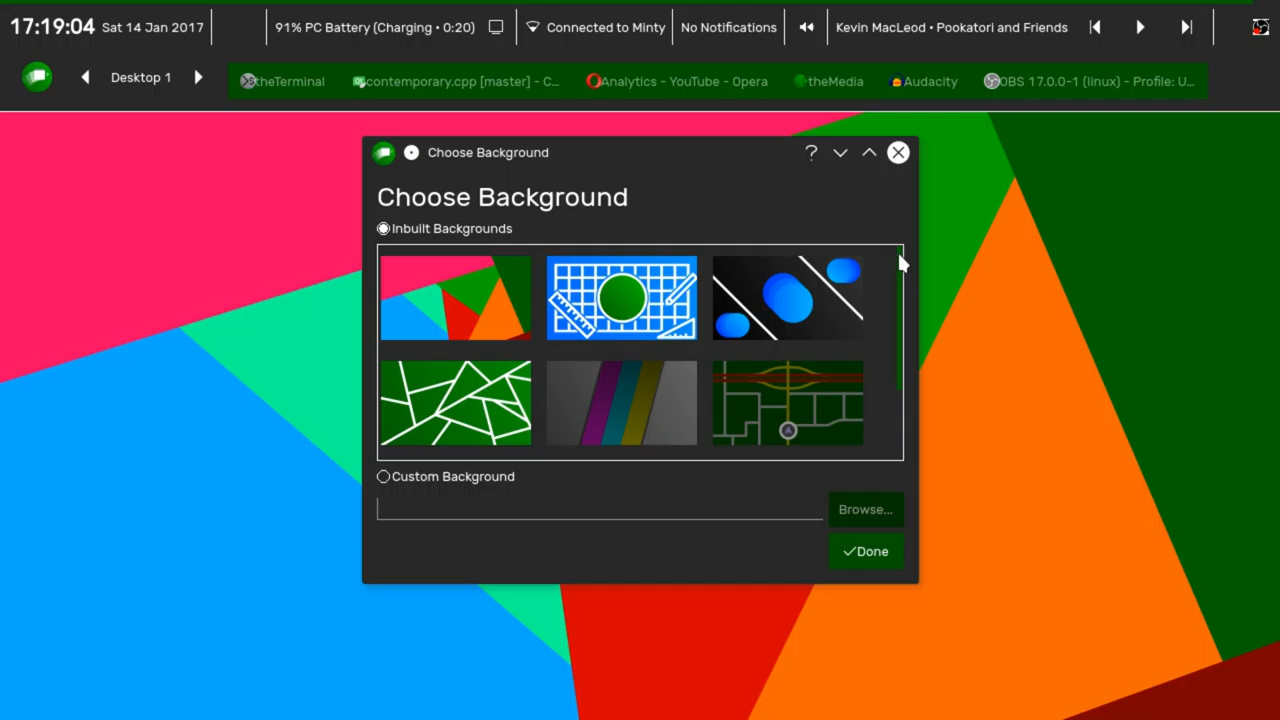 17:19:04 Sat 14 Jan 2017 91% PC Battery (Charging • 0:20) Connected to Minty No Notifications Kevin MacLeod • Pookatori and Friends
Desktop 1 theTerminal contemporary.cpp [master] - C... Analytics - YouTube - Opera theMedia Audacity OBS 17.0.0-1 (linux) - Profile: U...
Choose Background ?
Choose Background
Inbuilt Backgrounds
Custom Background
Browse...
Done